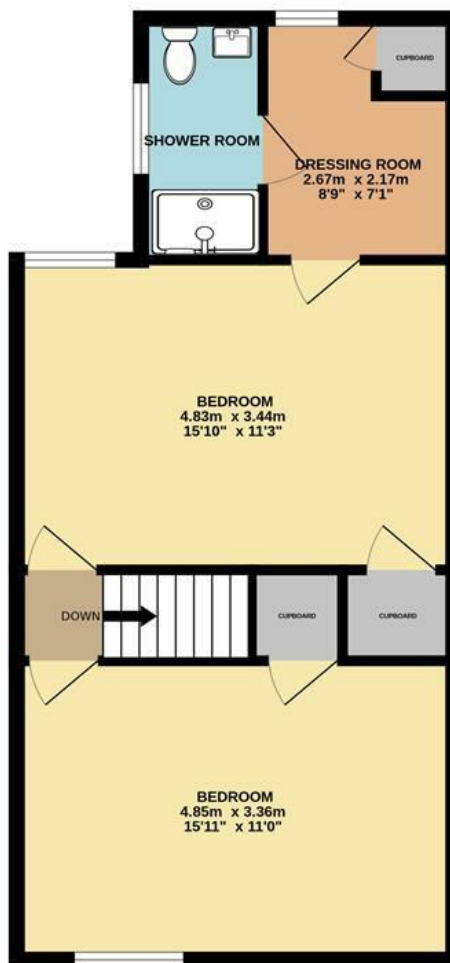 CUPBOARD
SHOWER ROOM
DRESSING ROOM
2.67m x 2.17m
8'9" x 7'1"
BEDROOM
4.83m x 3.44m
15'10" x 11'3"
DOWN
CUPBOARD
CUPBOARD
BEDROOM
4.85m x 3.36m
15'11" x 11'0"